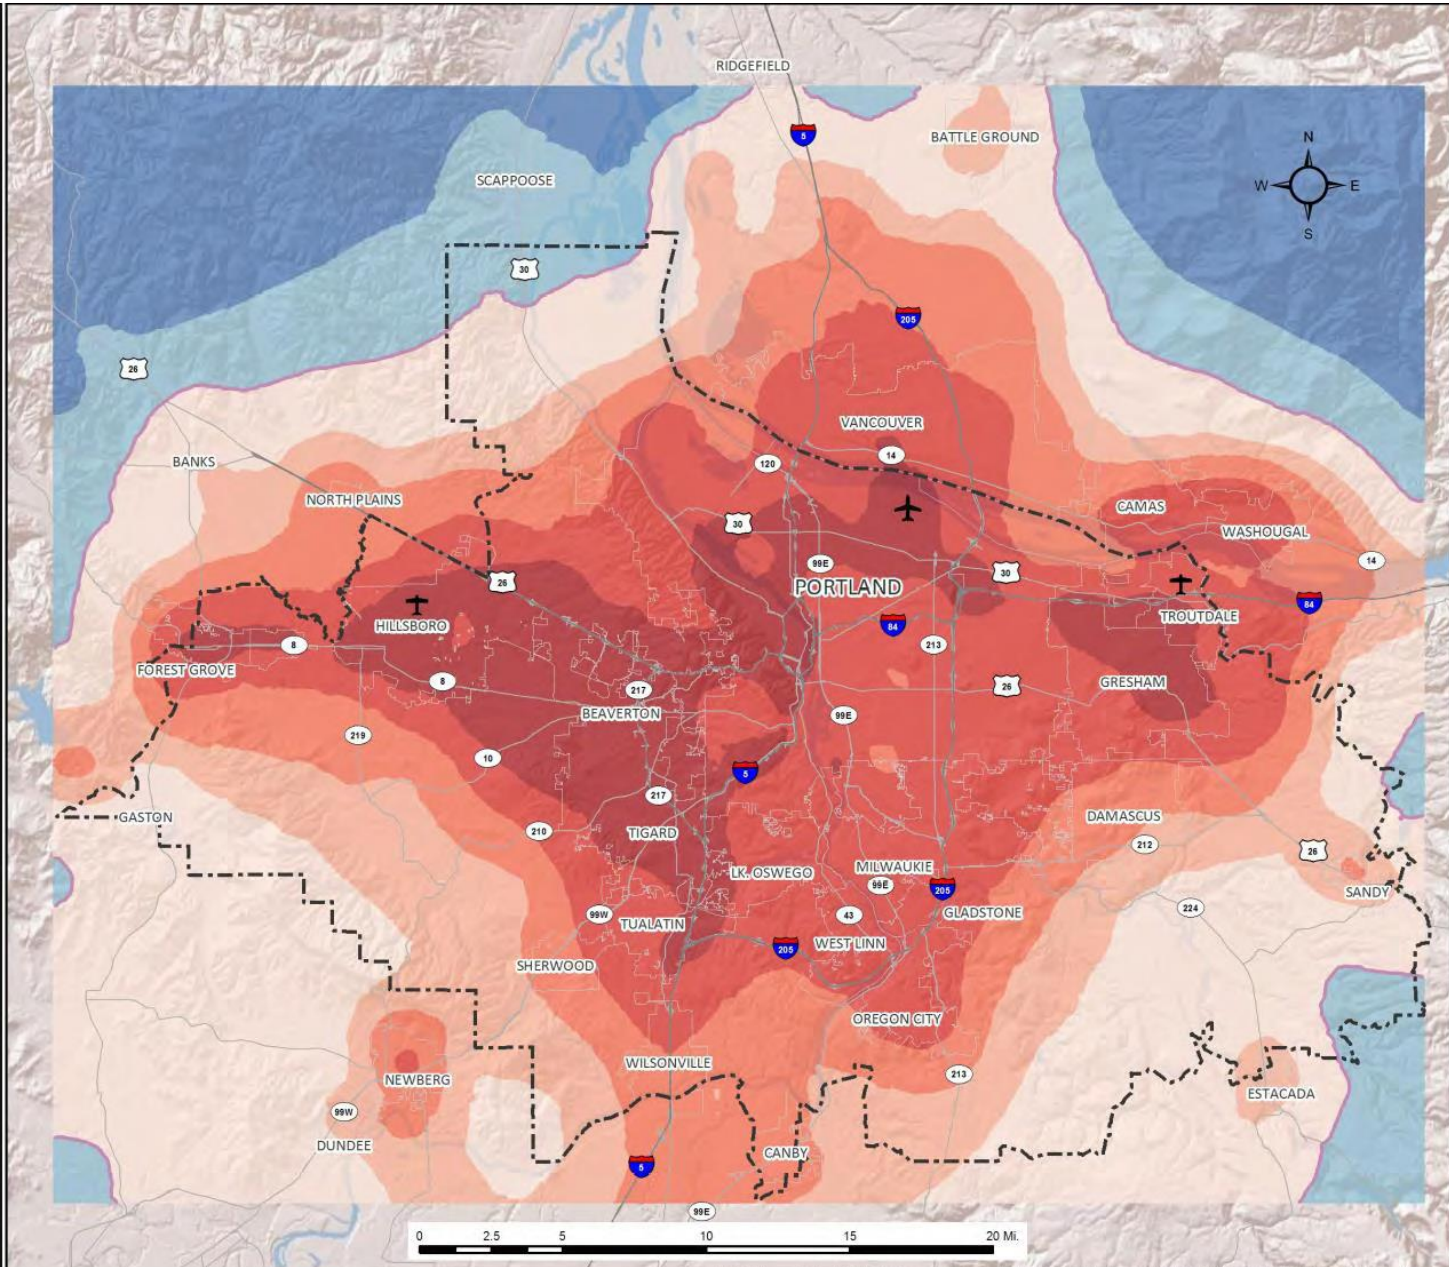 RIDGEFIELD
5
BATTLE GROUND
N
W E
S
SCAPPOOSE
30
205
26
VANCOUVER
14
BANKS
120
NORTH PLAINS
CAMAS
30
WASHOUGAL
99E
14
26
30
PORTLAND
HILLSBORO
TROUTDALE
84
84
8
213
FOREST GROVE
8
217
26
GRESHAM
BEAVERTON
99E
219
10
5
217
GASTON
210
TIGARD
DAMASCUS
212
26
LK. OSWEGO
MILWAUKIE
99E
205
SANDY
99W
43
GLADSTONE
224
TUALATIN
205
WEST LINN
SHERWOOD
OREGON CITY
WILSONVILLE
213
NEWBERG
ESTACADA
99W
DUNDEE
CANBY
5
99E
0 2.5 5 10 15 20 Mi.